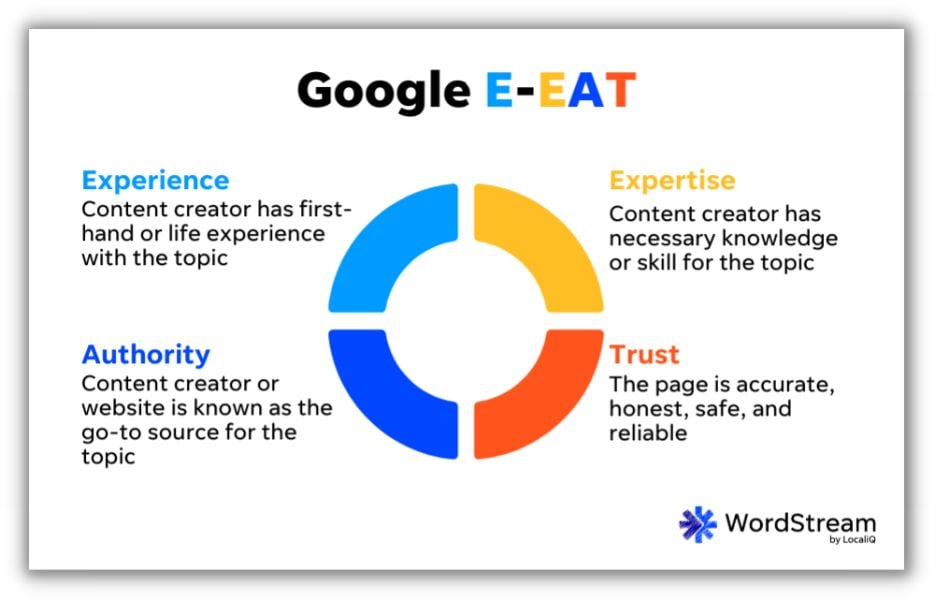 Google E-EAT
Experience
Content creator has first-
hand or life experience
with the topic
Expertise
Content creator has
necessary knowledge
or skill for the topic
Authority
Content creator or
website is known as the
go-to source for the
topic
Trust
The page is accurate,
honest, safe, and
reliable
WordStream
by LocaliQ